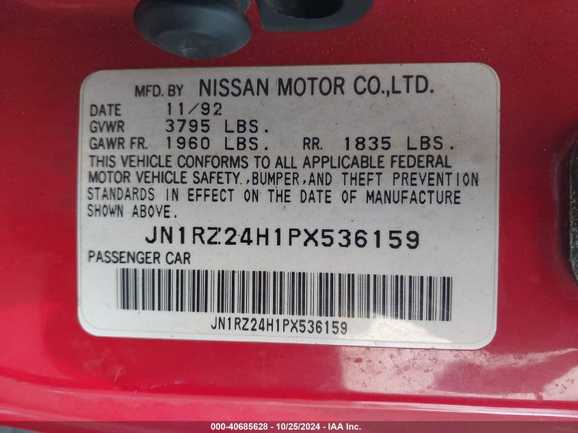 MFD. BY NISSAN MOTOR CO.,LTD.
DATE 11/92
GVWR 3795 LBS.
GAWR FR. 1960 LBS. RR. 1835 LBS.
THIS VEHICLE CONFORMS TO ALL APPLICABLE FEDERAL
MOTOR VEHICLE SAFETY.,BUMPER,AND THEFT PREVENTION
STANDARDS IN EFFECT ON THE DATE OF MANUFACTURE
SHOWN ABOVE.
JN1RZ24H1PX536159
PASSENGER CAR
JN1RZ24H1PX536159
000-40685628 - 10/25/2024 - IAA Inc.